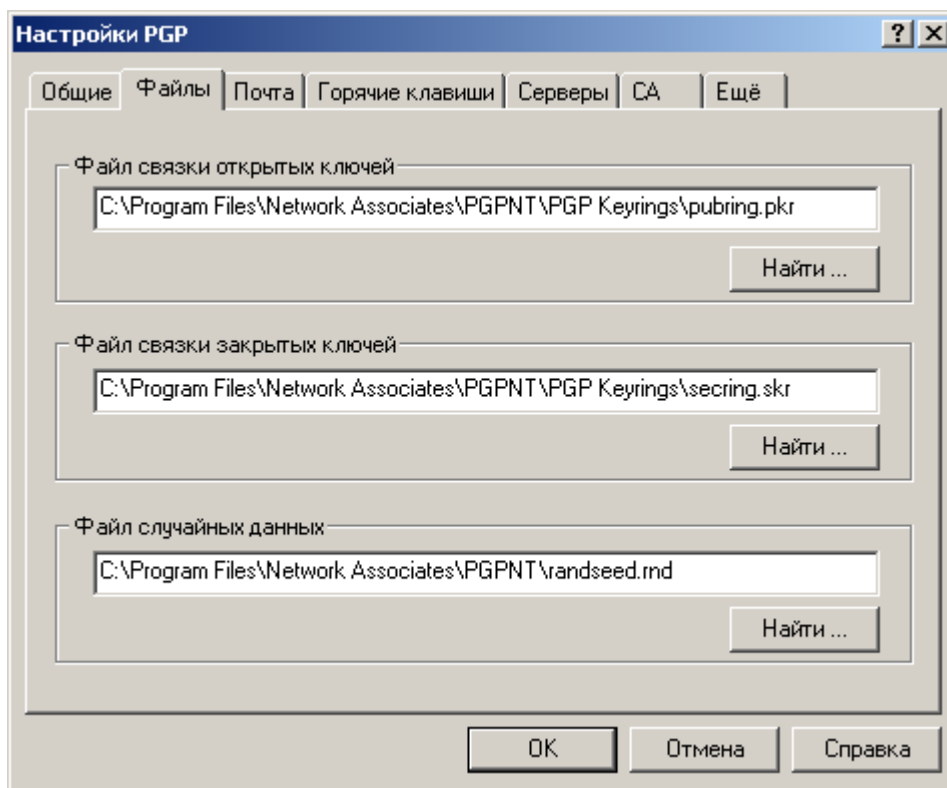 Настройки PGP
Общие Файлы Почта Горячие клавиши Серверы CA Ещё
Файл связки открытых ключей
C:\Program Files\Network Associates\PGPNT\PGP Keyrings\pubring.pkr
Найти ...
Файл связки закрытых ключей
C:\Program Files\Network Associates\PGPNT\PGP Keyrings\secring.skr
Найти ...
Файл случайных данных
C:\Program Files\Network Associates\PGPNT\randseed.rnd
Найти ...
OK Отмена Справка